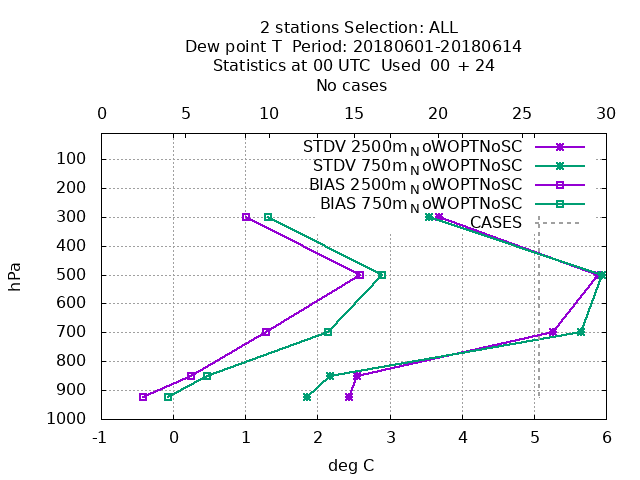 2 stations Selection: ALL
Dew point T  Period: 20180601-20180614
Statistics at 00 UTC  Used  00 + 24
No cases
0 5 10 15 20 25 30
STDV 2500m_NoWOPTNoSC
STDV 750m_NoWOPTNoSC
BIAS 2500m_NoWOPTNoSC
BIAS 750m_NoWOPTNoSC
CASES
hPa
100
200
300
400
500
600
700
800
900
1000
-1 0 1 2 3 4 5 6
deg C